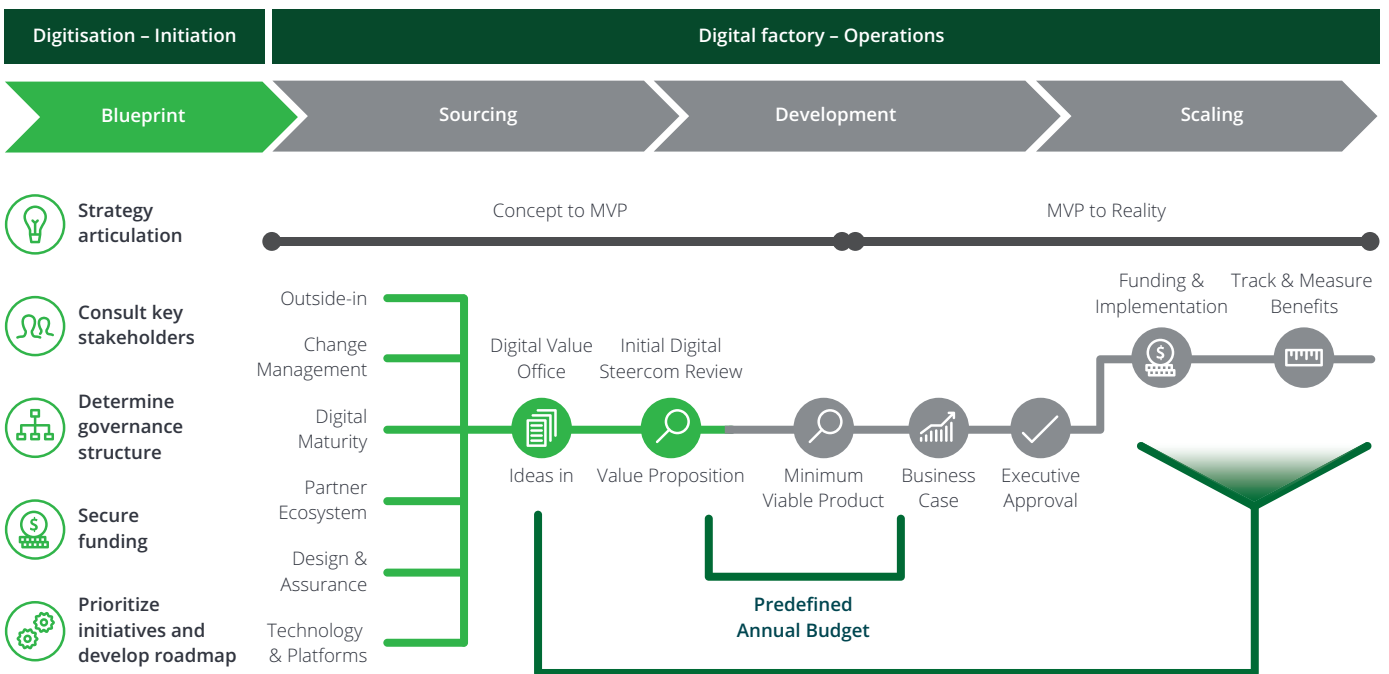 Digitisation – Initiation
Digital factory – Operations
Blueprint
Sourcing
Development
Scaling
Strategy
articulation
Consult key
stakeholders
Determine
governance
structure
Secure
funding
Prioritize
initiatives and
develop roadmap
Concept to MVP
MVP to Reality
Outside-in
Change
Management
Digital
Maturity
Partner
Ecosystem
Design &
Assurance
Technology
& Platforms
Digital Value
Office
Initial Digital
Steercom Review
Ideas in
Value Proposition
Minimum
Viable Product
Business
Case
Executive
Approval
Funding &
Implementation
Track & Measure
Benefits
Predefined
Annual Budget